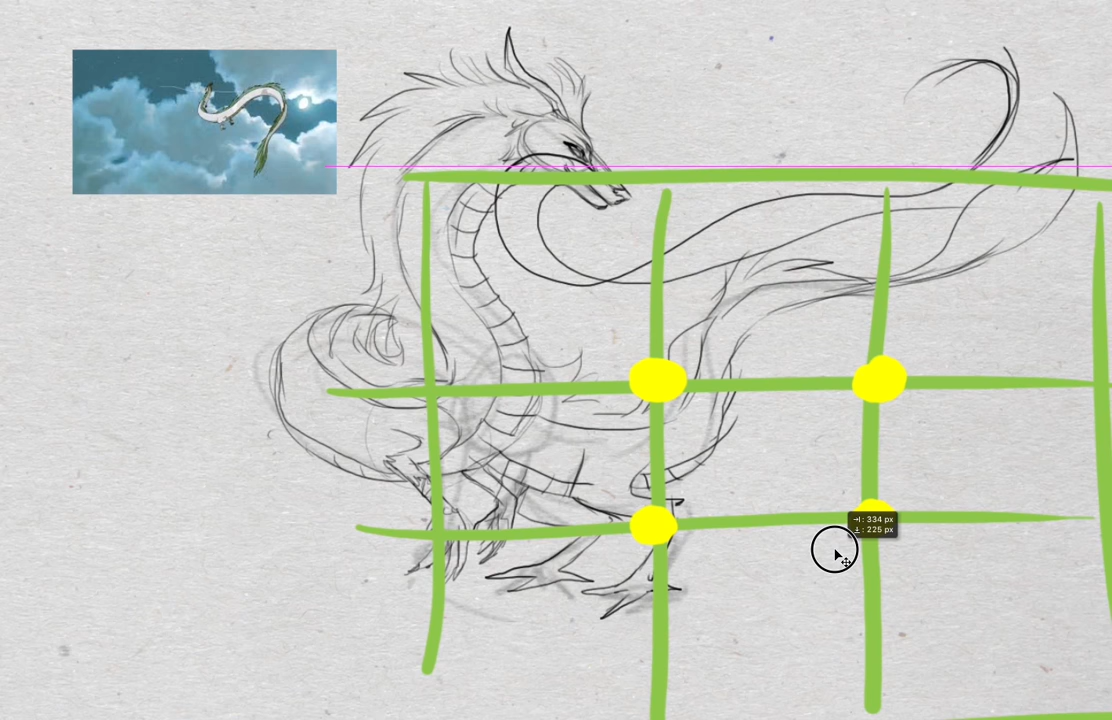 →| : 334 px
↓ : 225 px